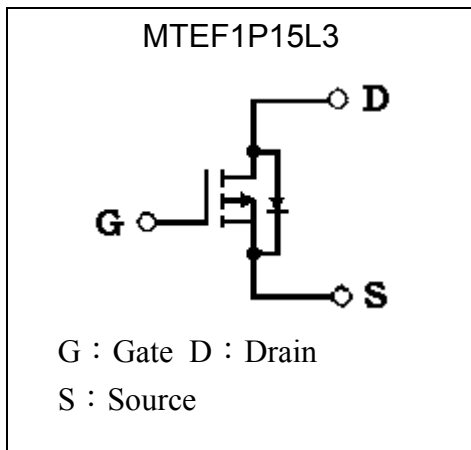 MTEF1P15L3
D
G
S
G：Gate D：Drain
S：Source